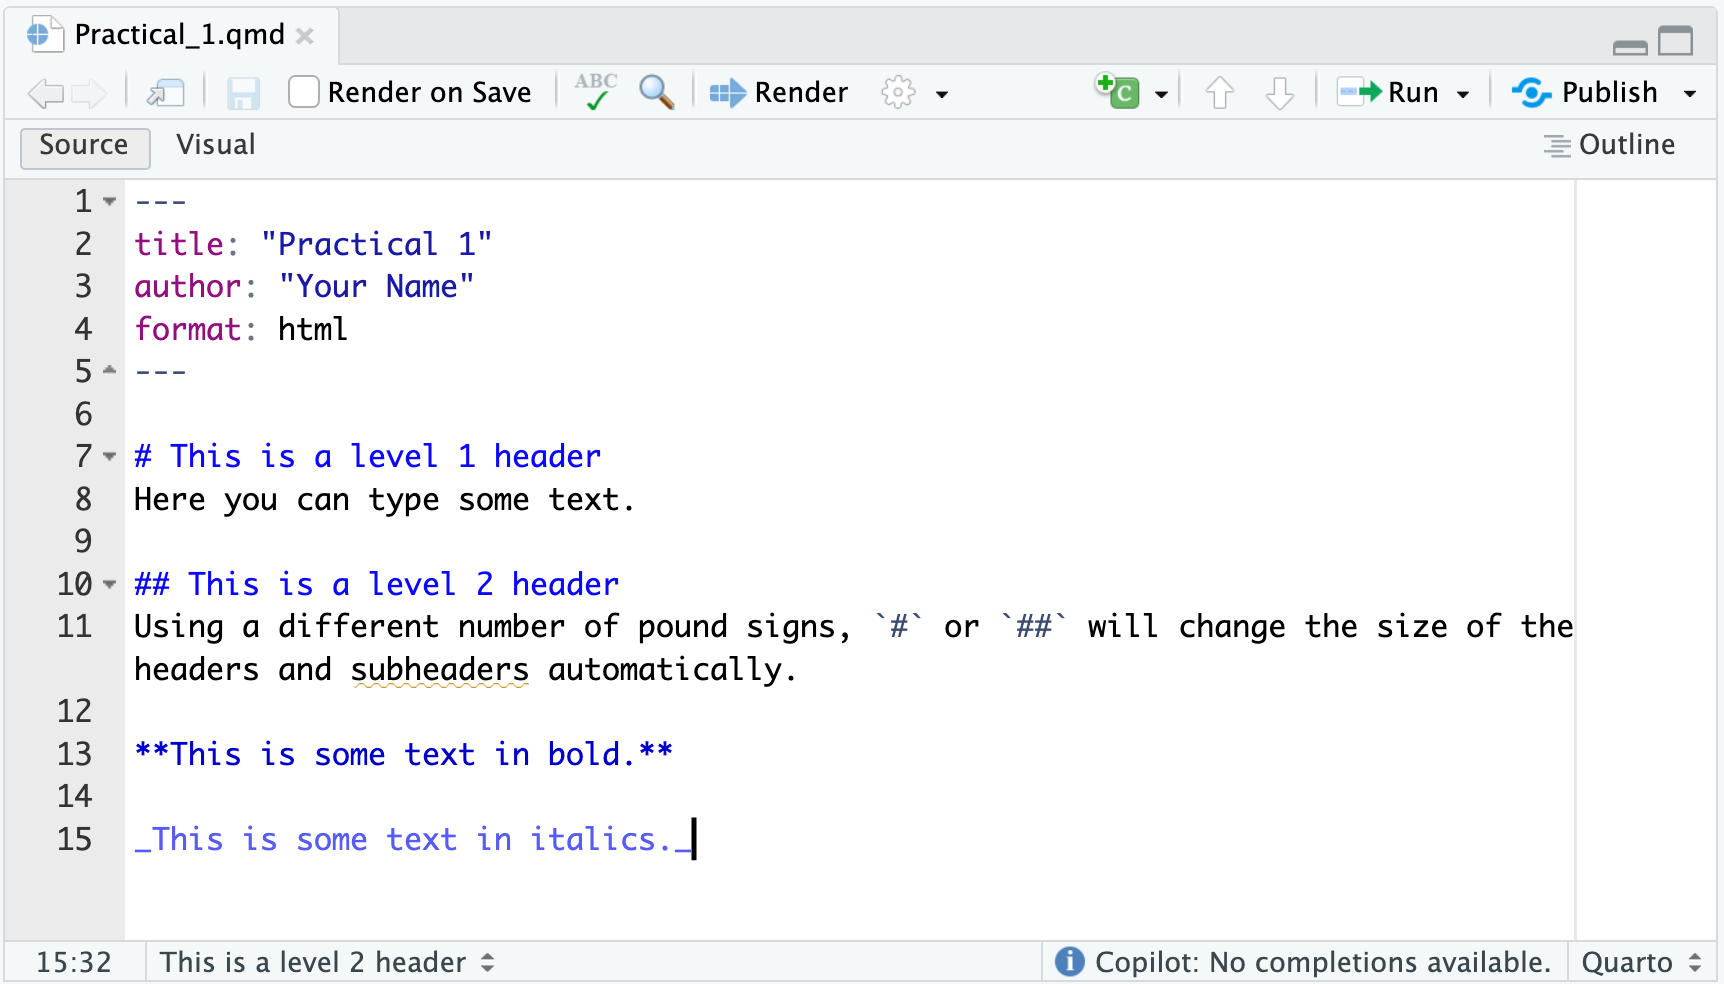 Practical_1.qmd
Render on Save ABC Render C Run Publish
Source Visual Outline
1 ---
2 title: "Practical 1"
3 author: "Your Name"
4 format: html
5 ---
6
7 # This is a level 1 header
8 Here you can type some text.
9
10 ## This is a level 2 header
11 Using a different number of pound signs, `#` or `##` will change the size of the
headers and subheaders automatically.
12
13 **This is some text in bold.**
14
15 _This is some text in italics._
15:32 This is a level 2 header i Copilot: No completions available. Quarto